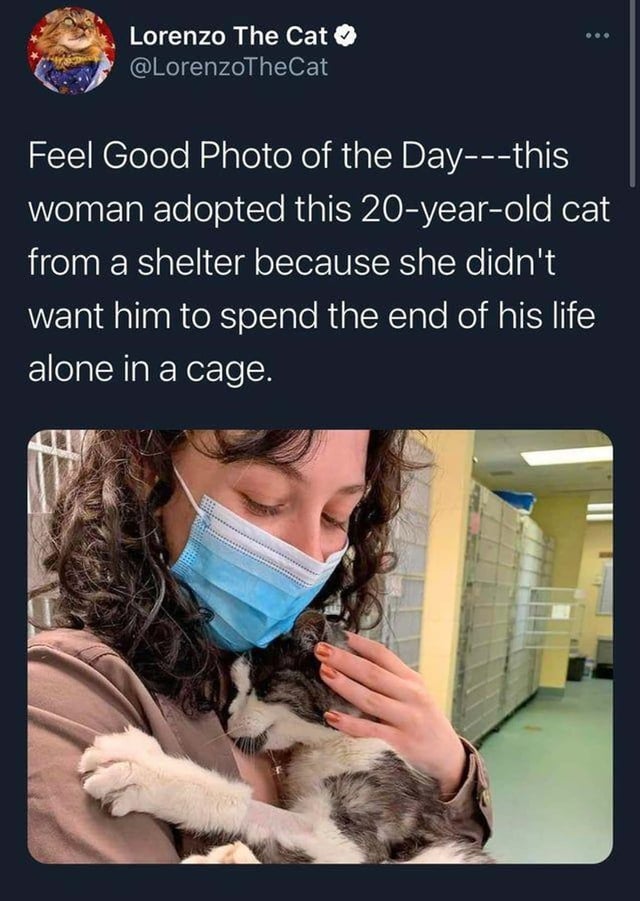 Lorenzo The Cat
@LorenzoTheCat
Feel Good Photo of the Day---this
woman adopted this 20-year-old cat
from a shelter because she didn't
want him to spend the end of his life
alone in a cage.